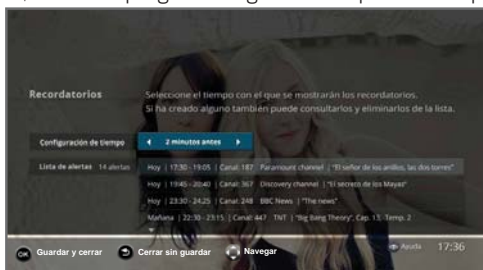 Recordatorios
Seleccione el tiempo con el que se mostrarán los recordatorios.
Si ha creado alguno también puede consultarlos y eliminarlos de la lista.
Configuración de tiempo
2 minutos antes
Lista de alertas 14 alertas
Hoy | 17:30 - 19:05 | Canal: 187 Paramount channel | "El señor de los anillos, las dos torres"
Hoy | 19:45 - 20:40 | Canal: 367 Discovery channel | "El secreto de los Mayas"
Hoy | 23:30 - 24:25 | Canal: 248 BBC News | "The news"
Mañana | 22:30 - 23:15 | Canal: 447 TNT | "Big Bang Theory", Cap. 13, Temp. 2
OK Guardar y cerrar Cerrar sin guardar Navegar Ayuda 17:36